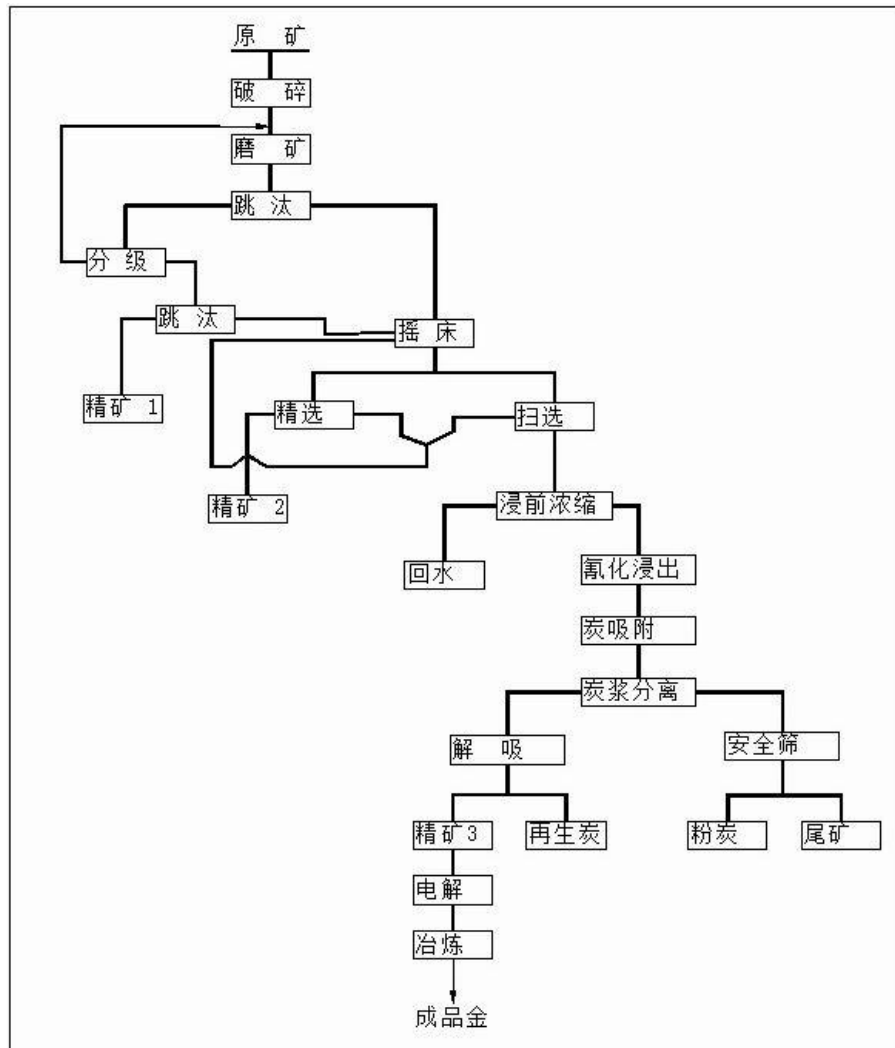 原 矿
破 碎
磨 矿
跳 汰
分 级
跳 汰
摇 床
精矿 1
精选
扫选
精矿 2
浸前浓缩
回水
氰化浸出
炭吸附
炭浆分离
解 吸
安全筛
精矿3
再生炭
粉炭
尾矿
电解
冶炼
成品金